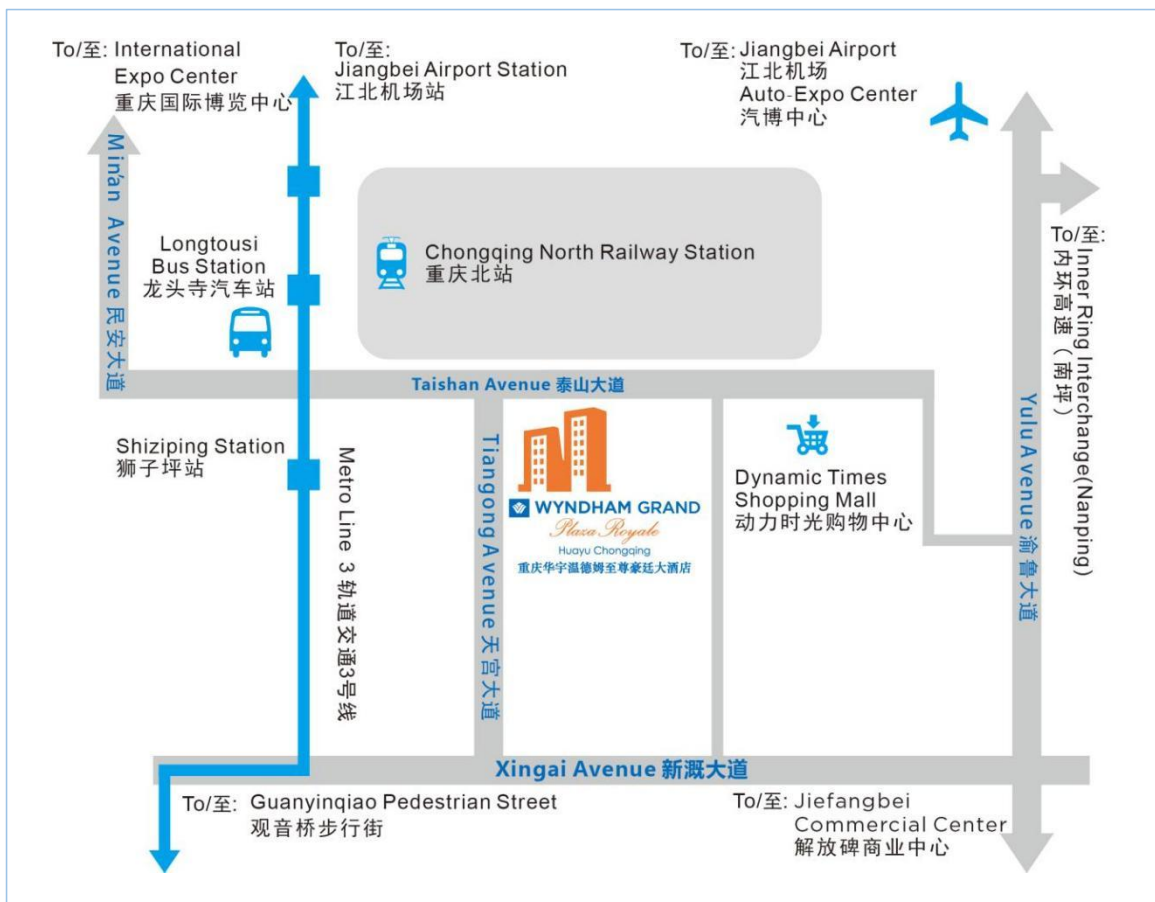 To/至: International
Expo Center
重庆国际博览中心
To/至:
Jiangbei Airport Station
江北机场站
To/至: Jiangbei Airport
江北机场
Auto-Expo Center
汽博中心
Min'an Avenue 民安大道
Longtousi
Bus Station
龙头寺汽车站
Chongqing North Railway Station
重庆北站
To/至: Inner Ring Interchange(Nanping)
内环高速（南坪）
Taishan Avenue 泰山大道
Shiziping Station
狮子坪站
Metro Line 3 轨道交通3号线
Tiangong Avenue 天宫大道
WYNDHAM GRAND
Plaza Royale
Huayu Chongqing
重庆华宇温德姆至尊豪廷大酒店
Dynamic Times
Shopping Mall
动力时光购物中心
Yulu Avenue 渝鲁大道
Xingai Avenue 新溉大道
To/至: Guanyinqiao Pedestrian Street
观音桥步行街
To/至: Jiefangbei
Commercial Center
解放碑商业中心